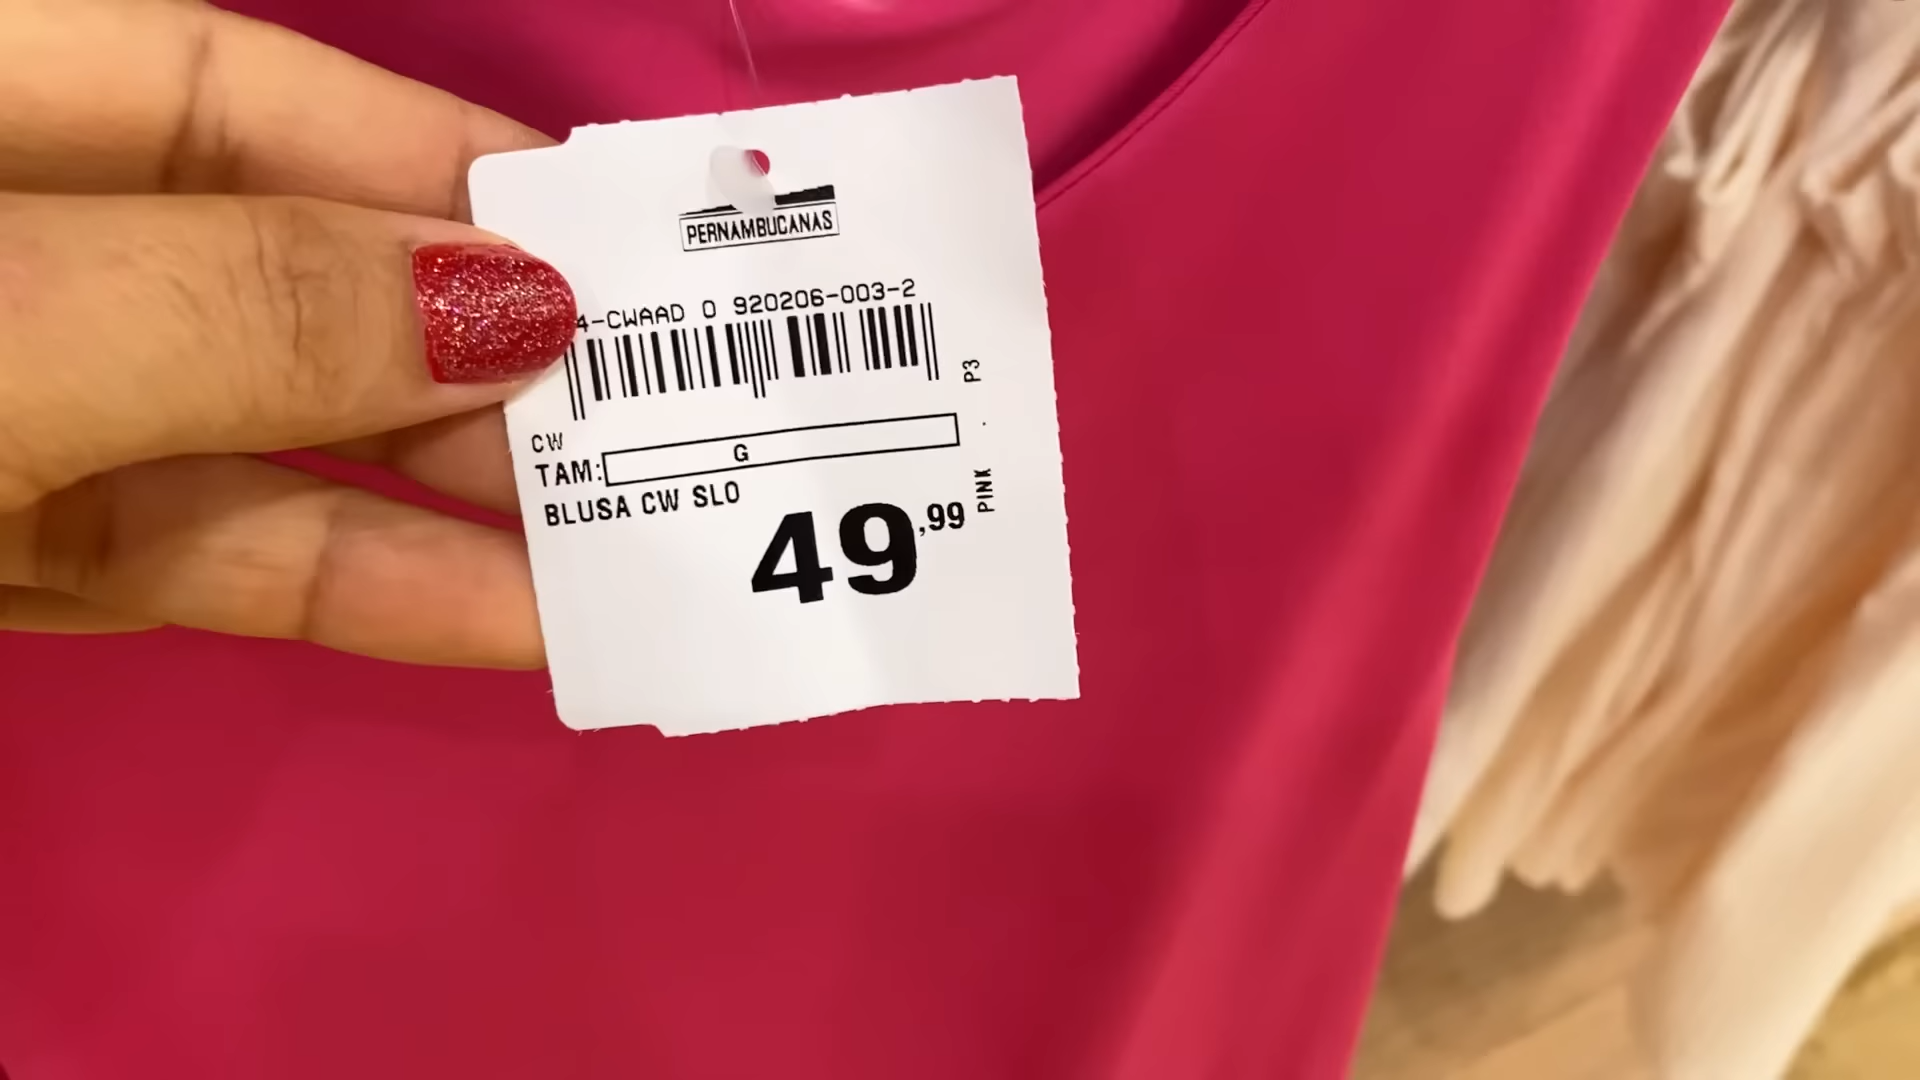 PERNAMBUCANAS
4-CWAAD 0 920206-003-2
P3
CW
TAM: G
BLUSA CW SLO
PINK
49,99